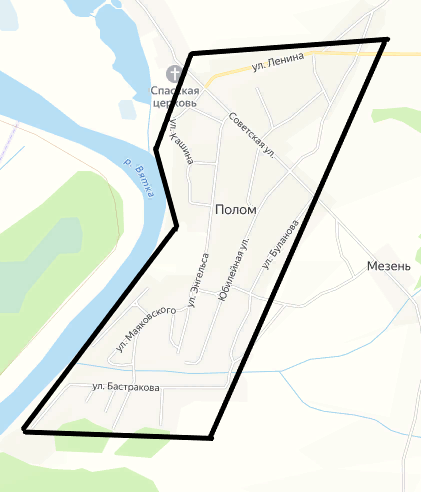 ул. Ленина
Спасская
церковь
Советская ул.
ул. Кашина
р. Вятка
Полом
ул. Буланова
Мезень
ул. Энгельса
Юбилейная ул.
ул. Маяковского
ул. Бастракова